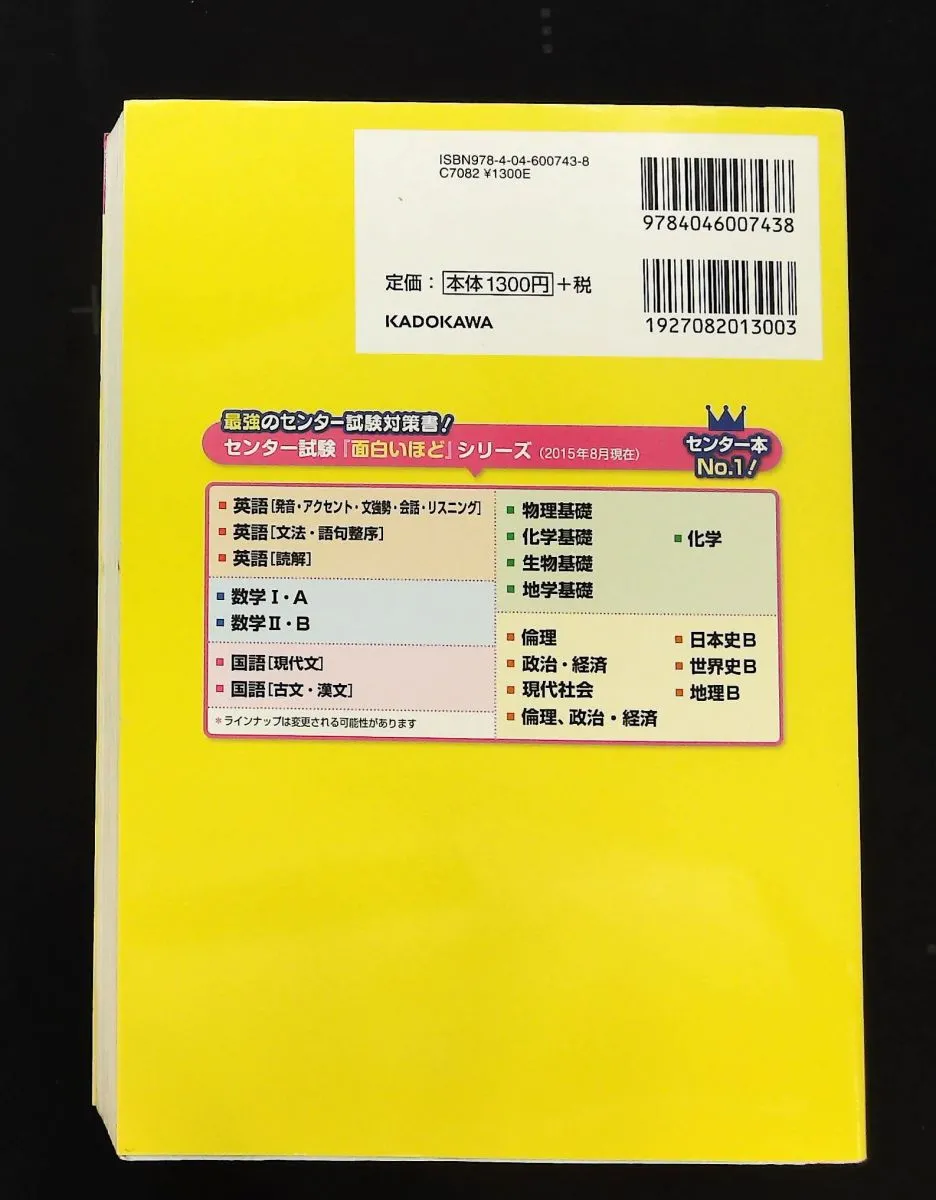 ISBN978-4-04-600743-8
C7082 ¥1300E
9784046007438
定価：本体1300円＋税
KADOKAWA
1927082013003
最強のセンター試験対策書！
センター試験『面白いほど』シリーズ（2015年8月現在）
センター本
No.1！
英語［発音・アクセント・文強勢・会話・リスニング］
英語［文法・語句整序］
英語［読解］
数学Ⅰ・A
数学Ⅱ・B
国語［現代文］
国語［古文・漢文］
＊ラインナップは変更される可能性があります
物理基礎
化学基礎
生物基礎
地学基礎
化学
倫理
政治・経済
現代社会
倫理、政治・経済
日本史B
世界史B
地理B